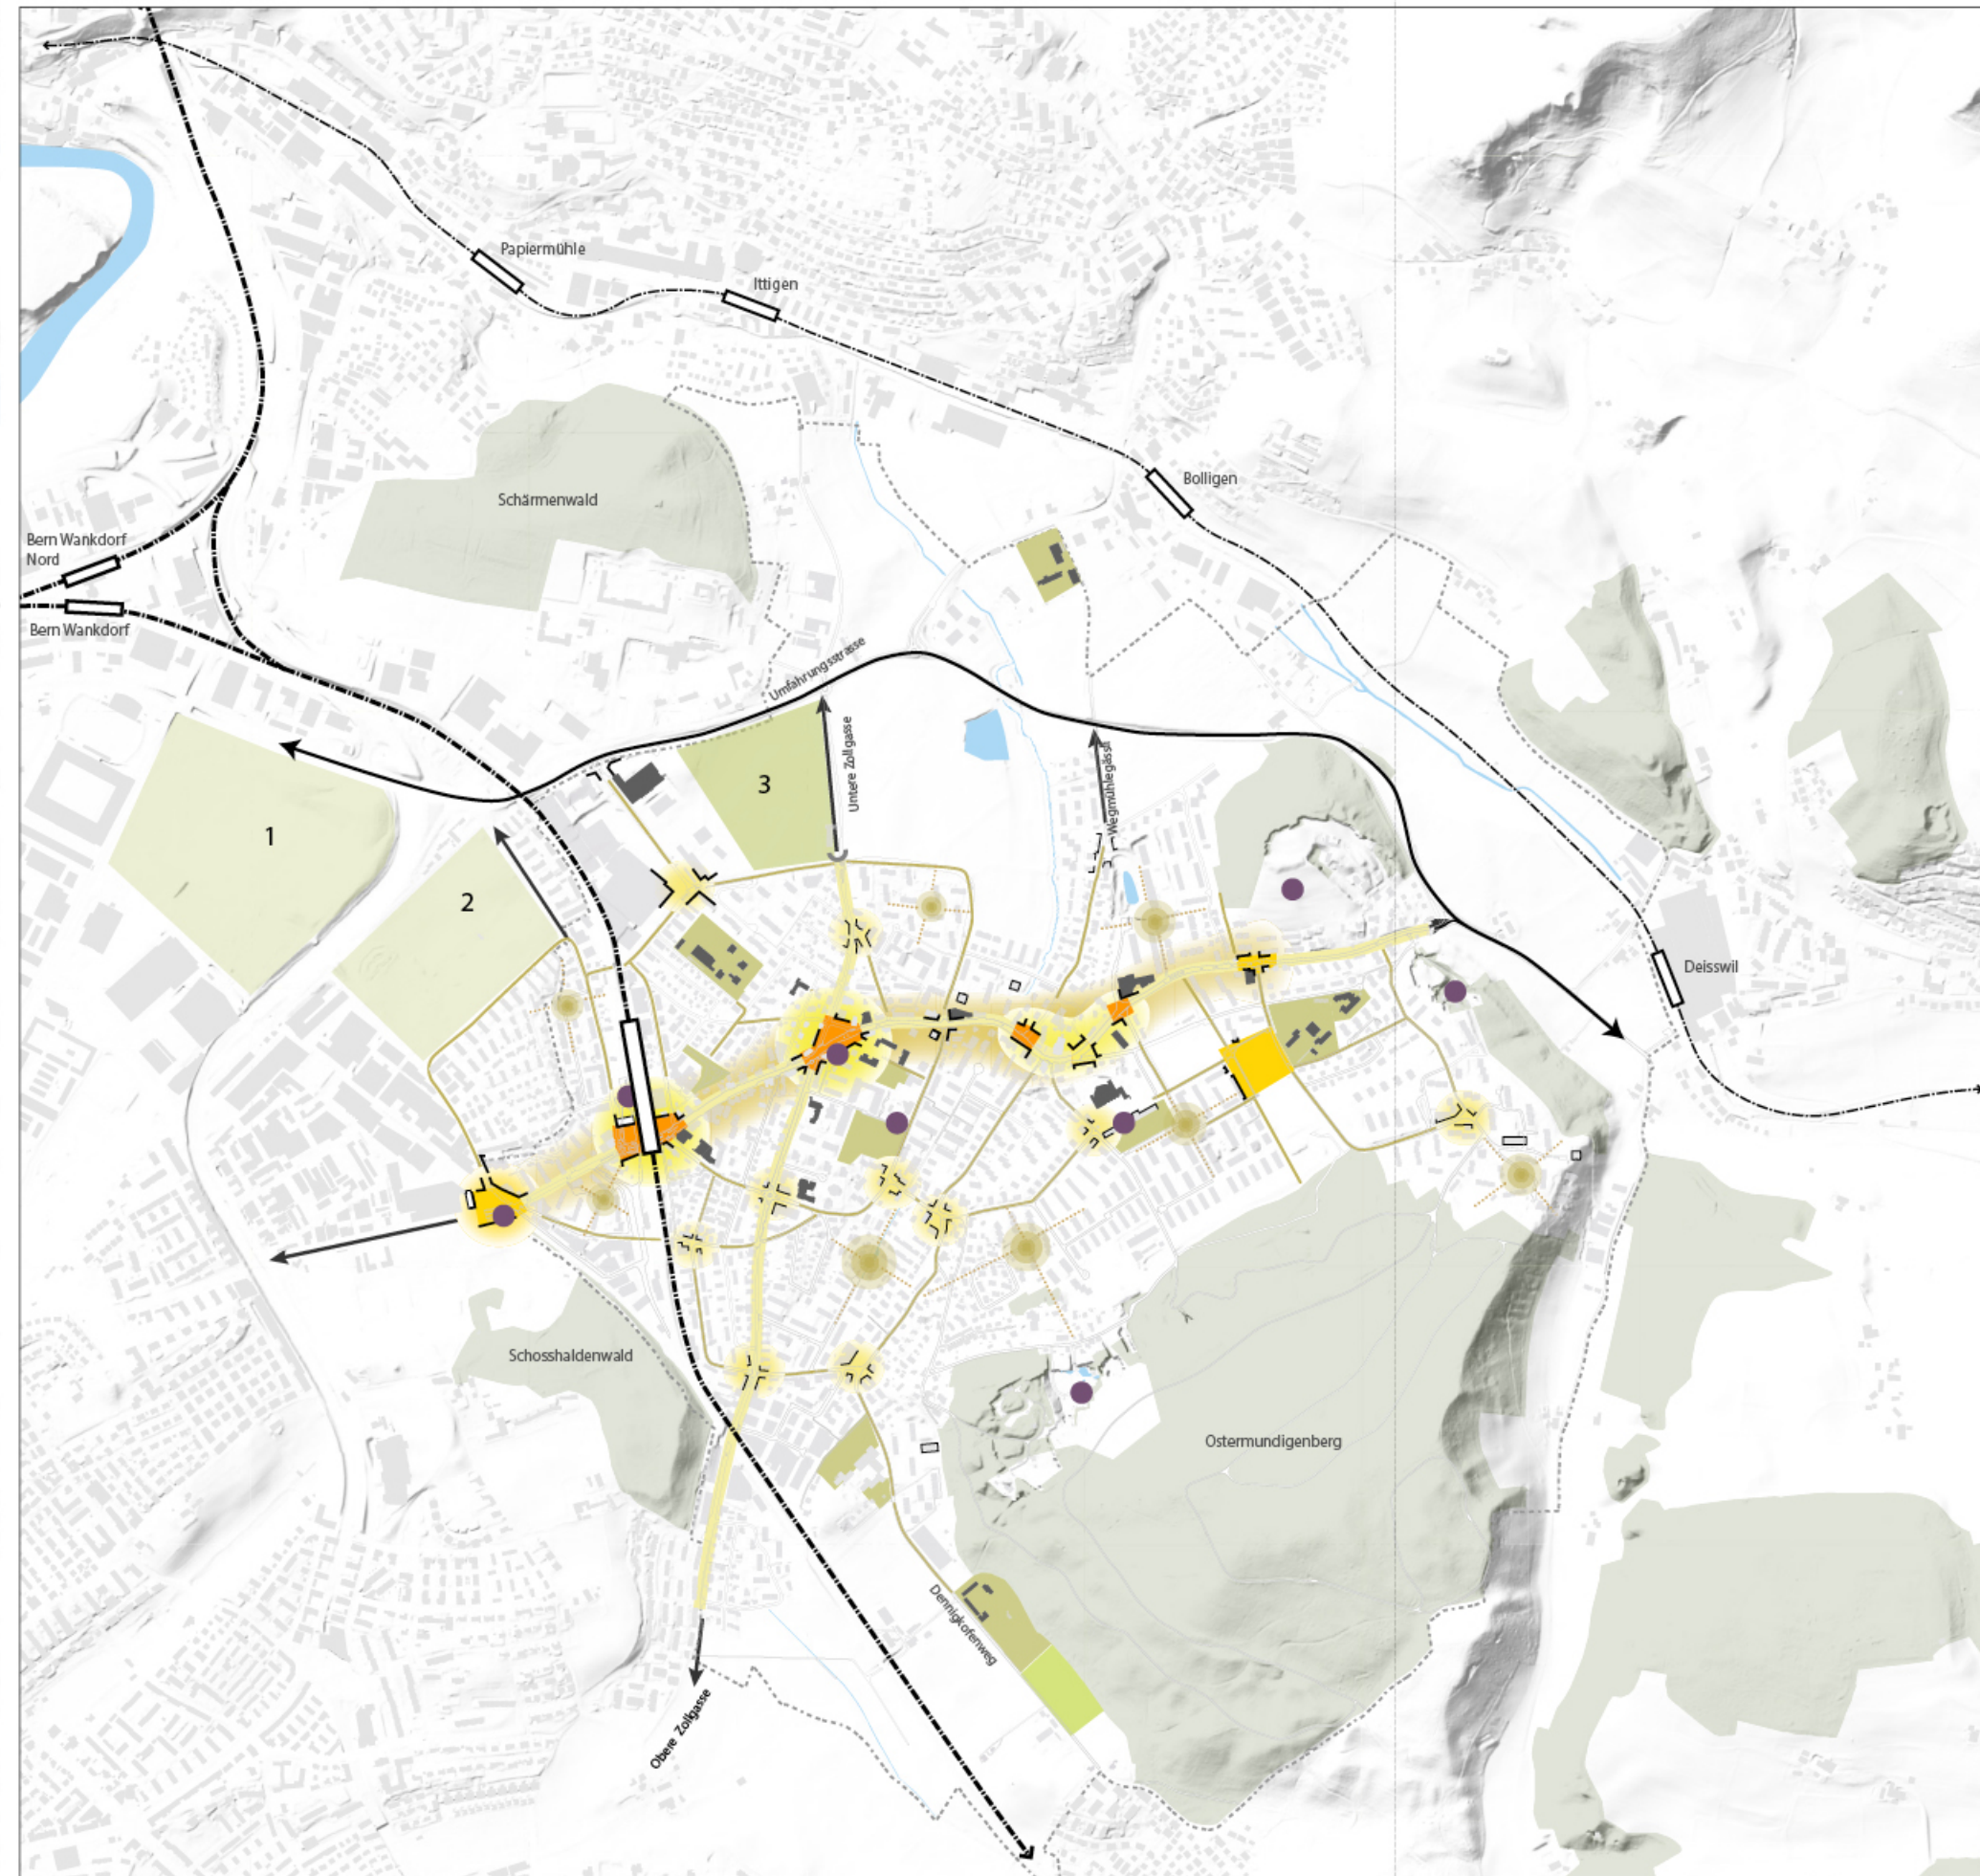 Papiermühle
Ittigen
Bolligen
Schärmenwald
Bern Wankdorf
Nord
Bern Wankdorf
Umfahrungsstrasse
Untere Zollgasse
Wegmühlegässli
1
2
3
Deisswil
Schosshaldenwald
Ostermundigenberg
Dennigkofenweg
Obere Zollgasse